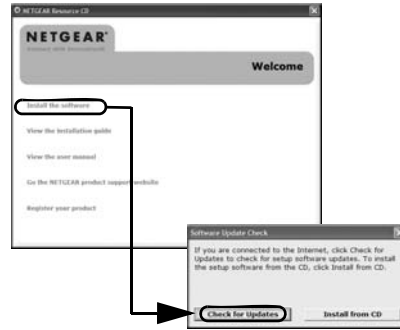 NETGEAR Resource CD
NETGEAR
Welcome
Install the software
View the installation guide
View the user manual
Go the NETGEAR product support website
Register your product
Software Update Check
If you are connected to the Internet, click Check for
Updates to check for setup software updates. To install
the setup software from the CD, click Install from CD.
Check for Updates
Install from CD